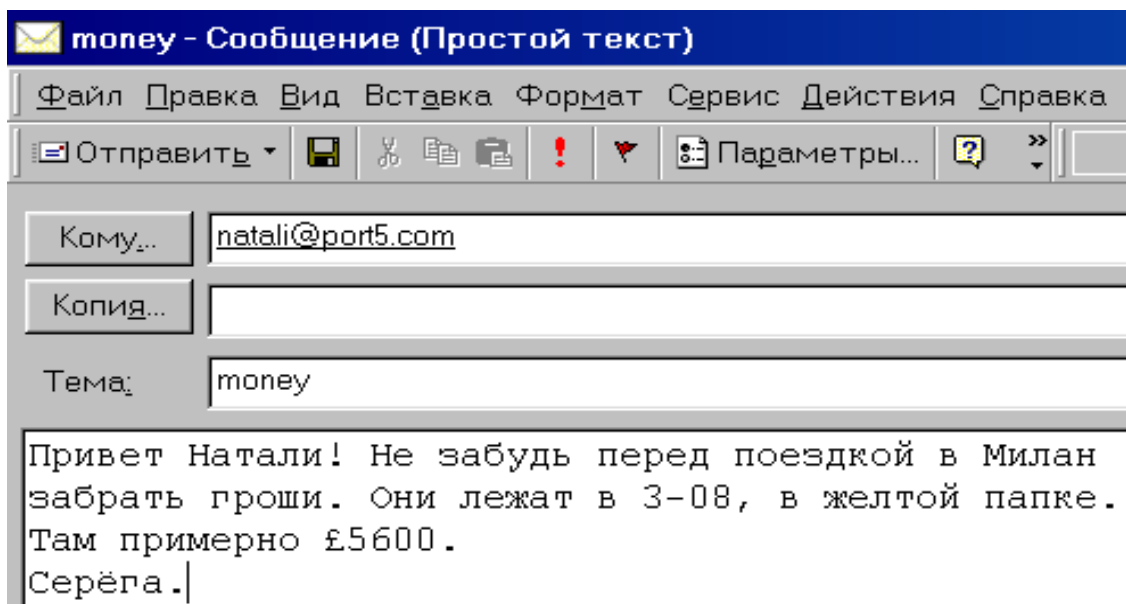 money - Сообщение (Простой текст)
Файл Правка Вид Вставка Формат Сервис Действия Справка
Отправить Параметры... »
Кому... natali@port5.com
Копия...
Тема: money
Привет Натали! Не забудь перед поездкой в Милан
забрать гроши. Они лежат в 3-08, в желтой папке.
Там примерно £5600.
Серёга.